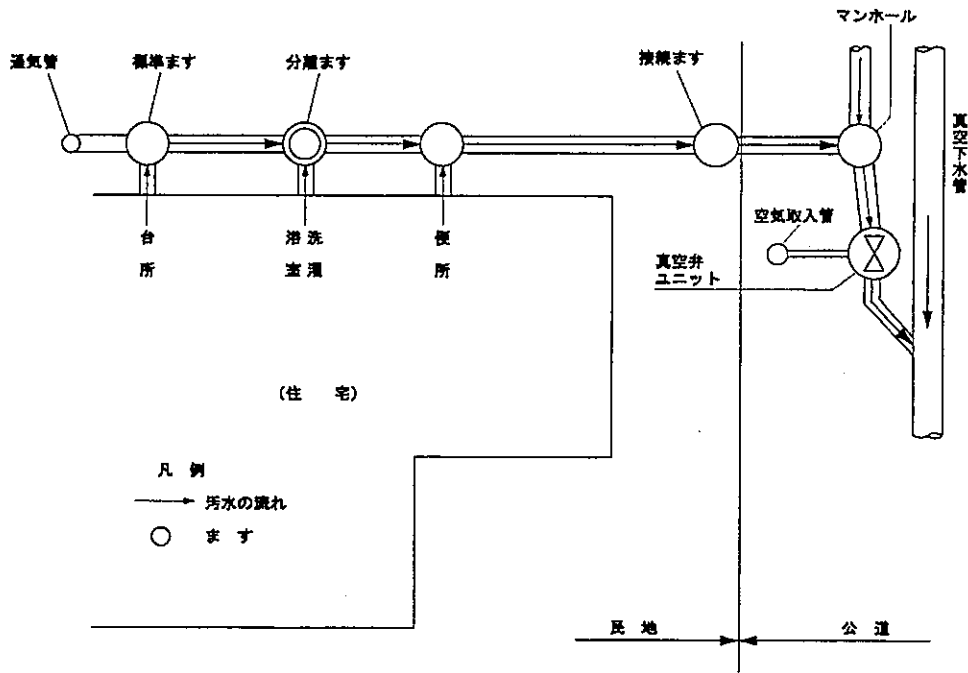 マンホール
通気管
標準ます
分離ます
接続ます
真空下水管
台所
浴室
洗濯
便所
空気取入管
真空弁
ユニット
(住 宅)
凡 例
汚水の流れ
ま す
民 地
公 道